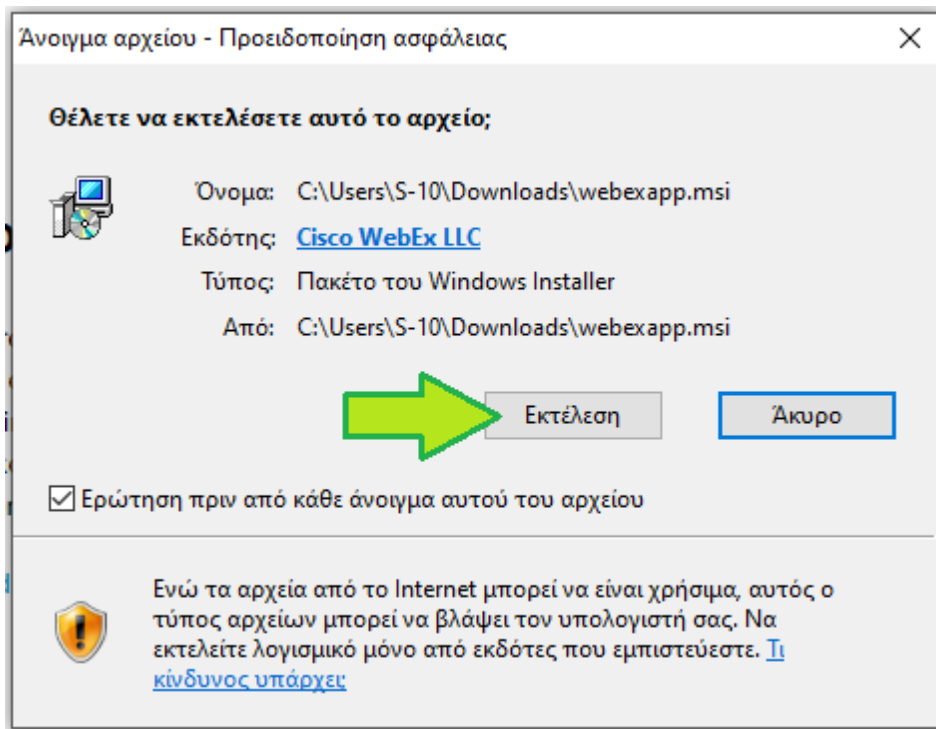 Άνοιγμα αρχείου - Προειδοποίηση ασφάλειας
Θέλετε να εκτελέσετε αυτό το αρχείο;
Όνομα: C:\Users\S-10\Downloads\webexapp.msi
Εκδότης: Cisco WebEx LLC
Τύπος: Πακέτο του Windows Installer
Από: C:\Users\S-10\Downloads\webexapp.msi
Εκτέλεση Άκυρο
Ερώτηση πριν από κάθε άνοιγμα αυτού του αρχείου
Ενώ τα αρχεία από το Internet μπορεί να είναι χρήσιμα, αυτός ο
τύπος αρχείων μπορεί να βλάψει τον υπολογιστή σας. Να
εκτελείτε λογισμικό μόνο από εκδότες που εμπιστεύεστε. Τι
κίνδυνος υπάρχει;